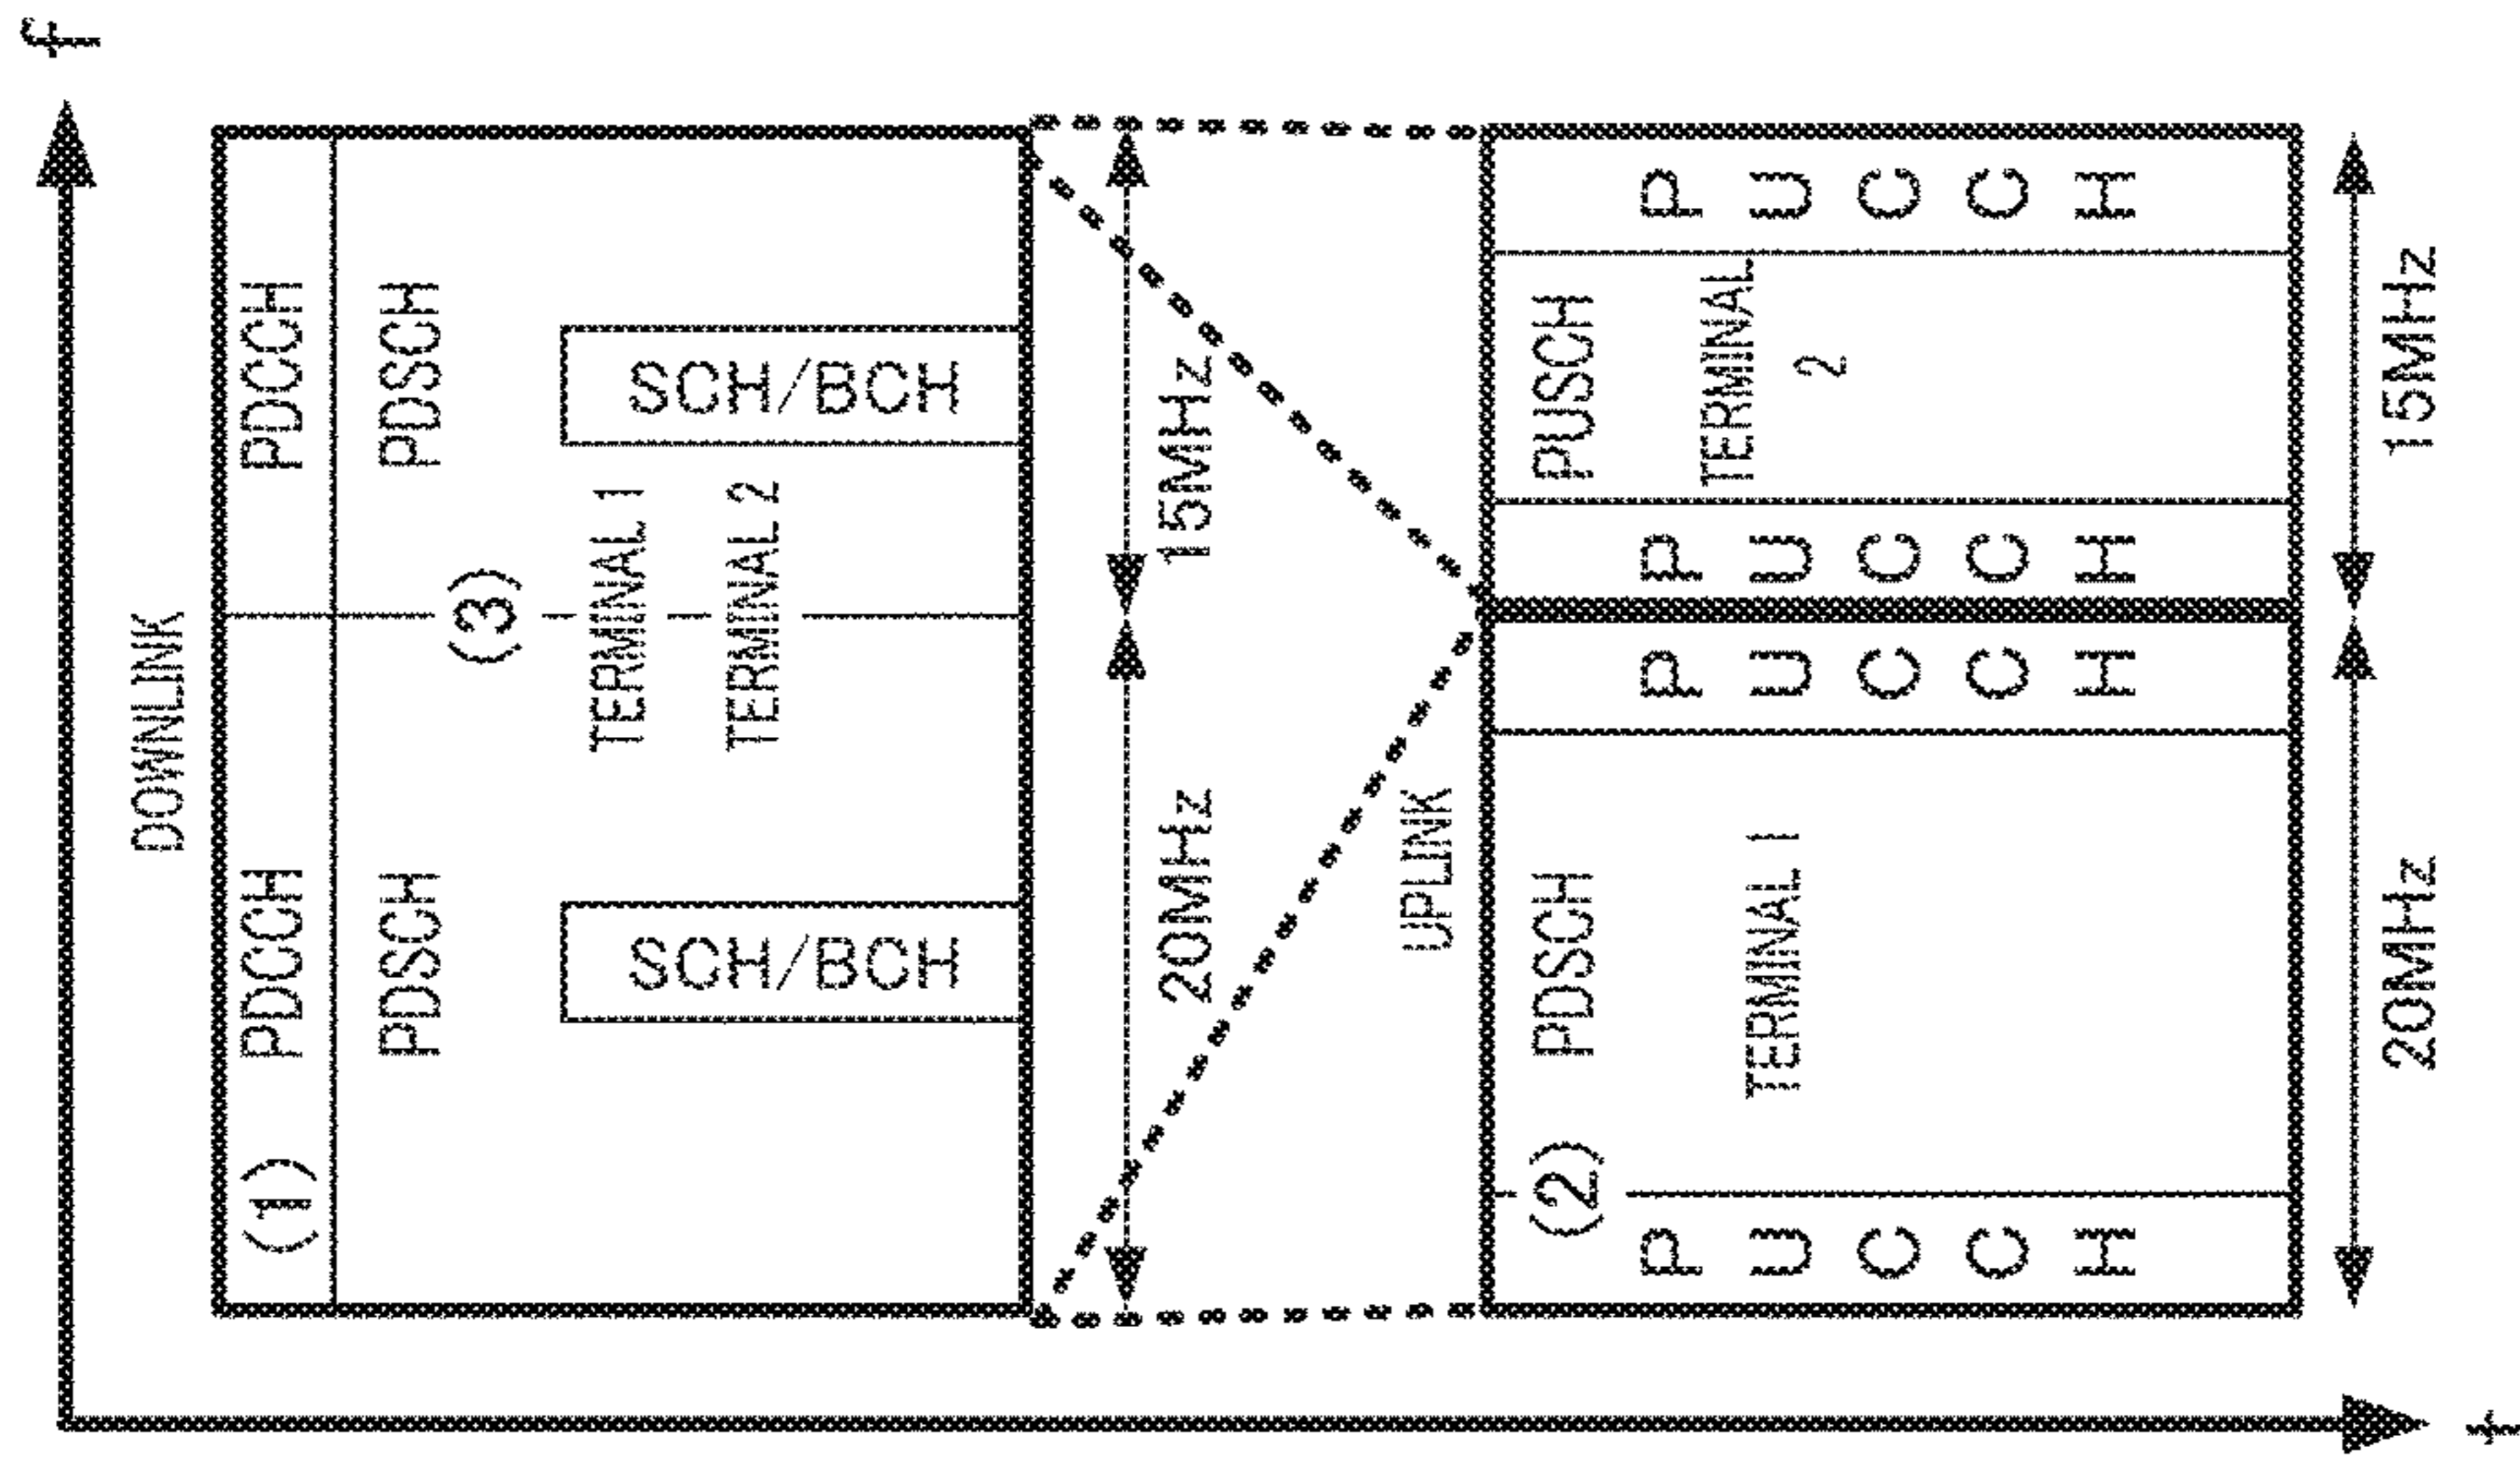 f
DOWNLINK
(1) PDCCH
PDCCH
PDSCH
PDSCH
(3)
TERMINAL 1
TERMINAL 2
SCH/BCH
SCH/BCH
20MHz
15MHz
UPLINK
PUCCH
(2) PDSCH
TERMINAL 1
PUCCH
PUCCH
PUSCH
TERMINAL
2
PUCCH
20MHz
15MHz
t